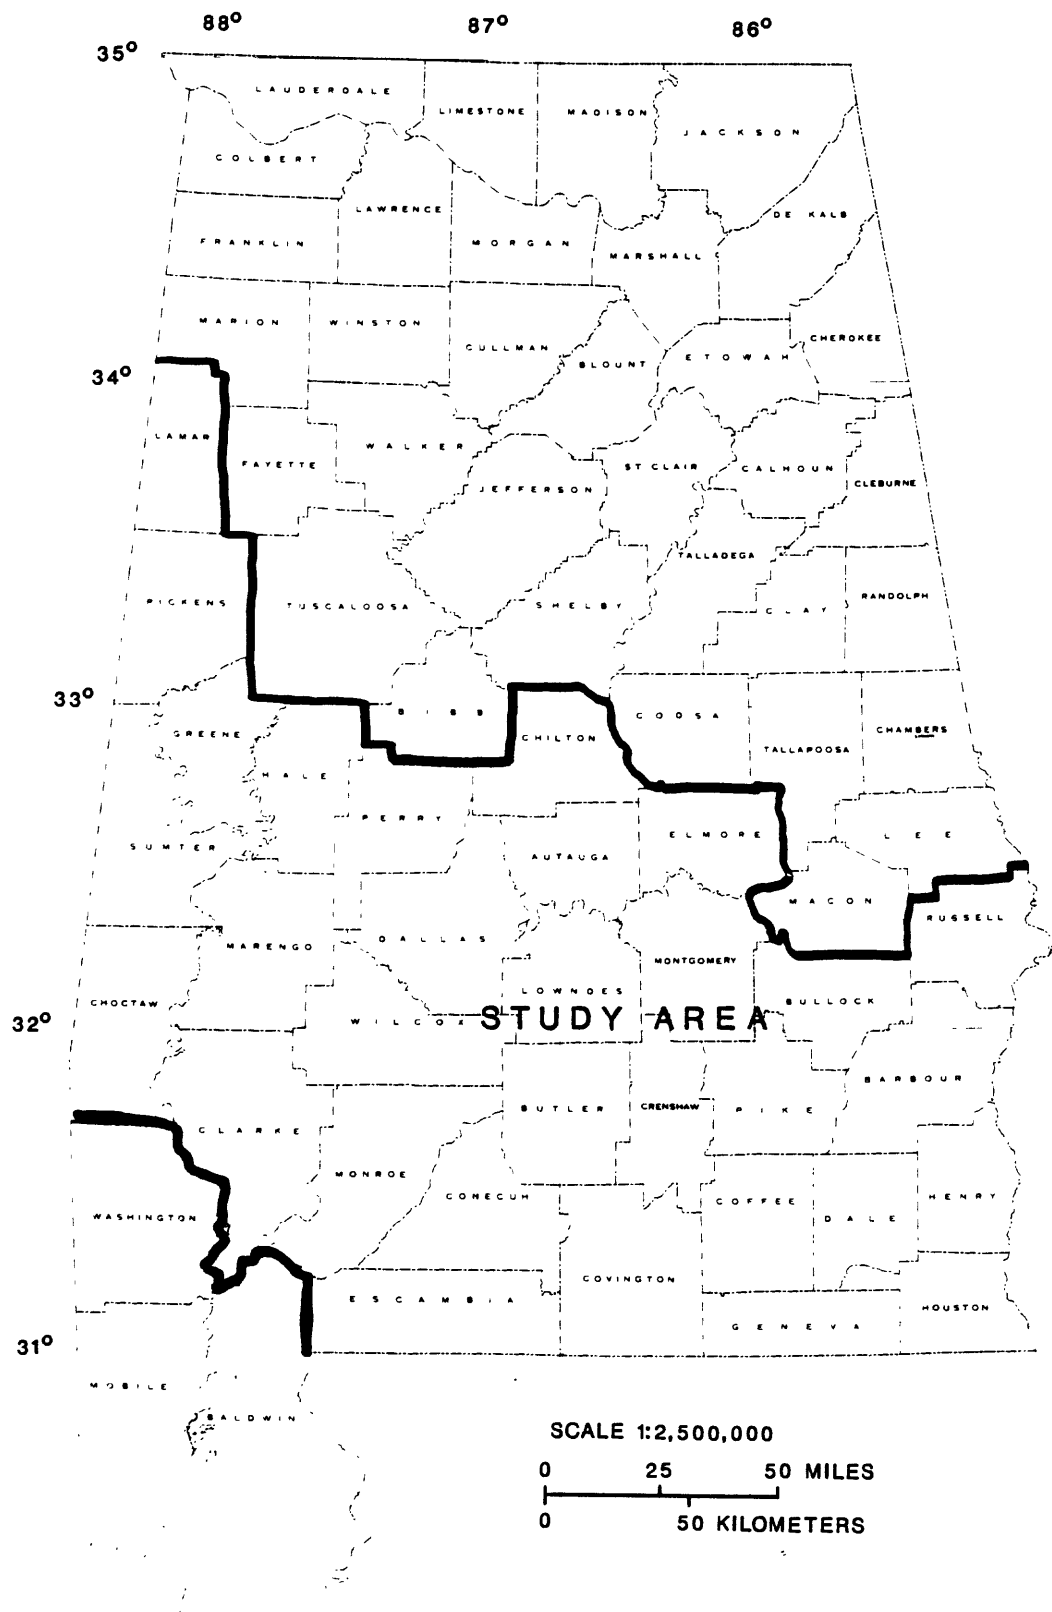 88° 87° 86°
35°
LAUDERDALE
LIMESTONE
MADISON
JACKSON
COLBERT
LAWRENCE
DE KALB
FRANKLIN
MORGAN
MARSHALL
MARION
WINSTON
CULLMAN
BLOUNT
ETOWAH
CHEROKEE
34°
LAMAR
FAYETTE
WALKER
JEFFERSON
ST CLAIR
CALHOUN
CLEBURNE
TALLADEGA
PICKENS
TUSCALOOSA
SHELBY
CLAY
RANDOLPH
33°
GREENE
BIBB
CHILTON
COOSA
TALLAPOOSA
CHAMBERS
HALE
PERRY
SUMTER
AUTAUGA
ELMORE
LEE
MACON
RUSSELL
MARENGO
DALLAS
MONTGOMERY
CHOCTAW
LOWNDES
BULLOCK
32°
WILCOX
STUDY AREA
BARBOUR
CLARKE
BUTLER
CRENSHAW
PIKE
MONROE
CONECUH
COFFEE
DALE
HENRY
WASHINGTON
COVINGTON
ESCAMBIA
GENEVA
HOUSTON
31°
MOBILE
BALDWIN
SCALE 1:2,500,000
0 25 50 MILES
0 50 KILOMETERS